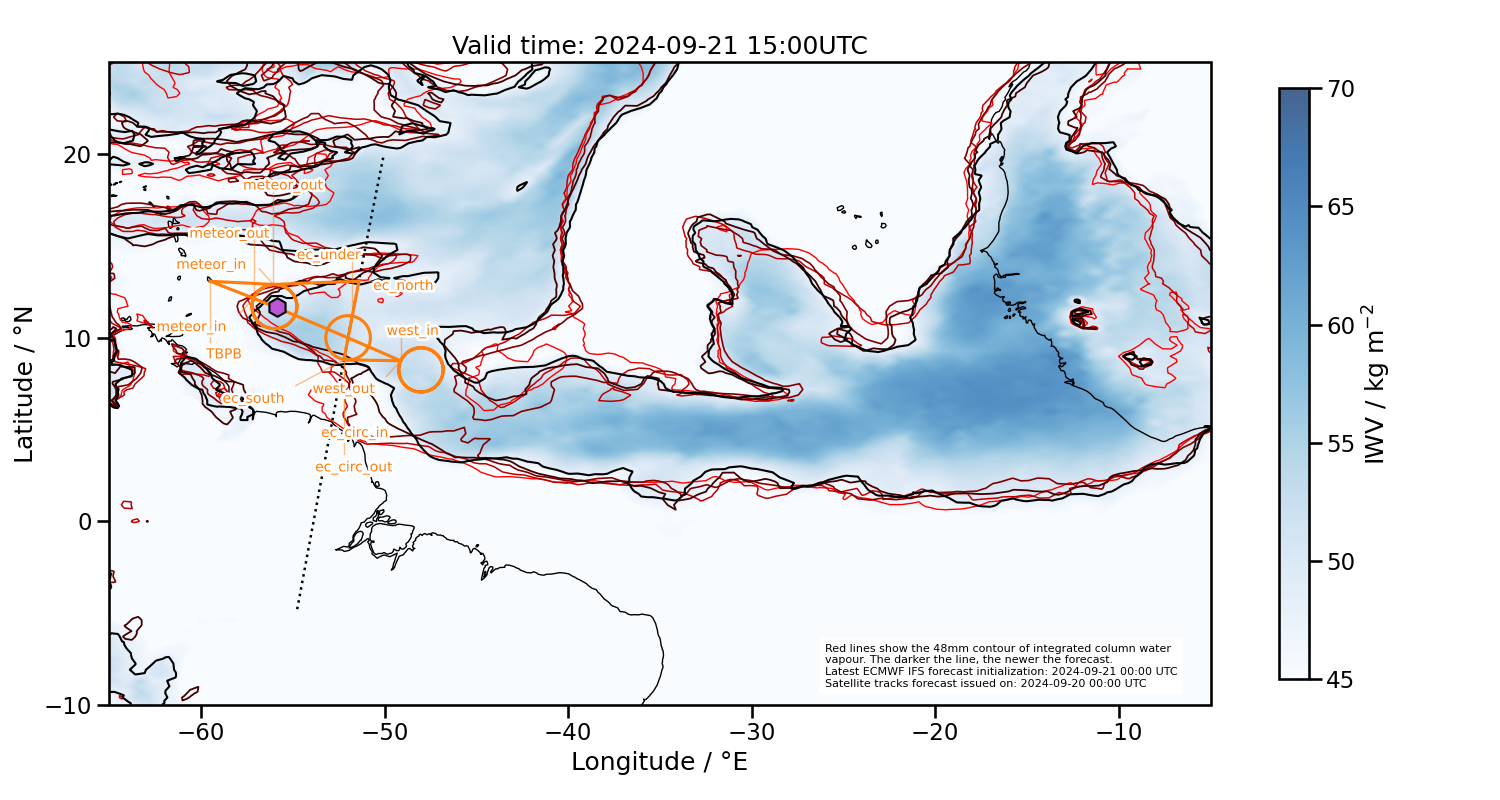 Valid time: 2024-09-21 15:00UTC
Latitude / °N
20
10
0
−10
−60
−50
−40
−30
−20
−10
Longitude / °E
meteor_out
meteor_out
meteor_in
ec_under
ec_north
meteor_in
west_in
TBPB
ec_south
west_out
ec_circ_in
ec_circ_out
Red lines show the 48mm contour of integrated column water
vapour. The darker the line, the newer the forecast.
Latest ECMWF IFS forecast initialization: 2024-09-21 00:00 UTC
Satellite tracks forecast issued on: 2024-09-20 00:00 UTC
70
65
60
55
50
45
IWV / kg m⁻²